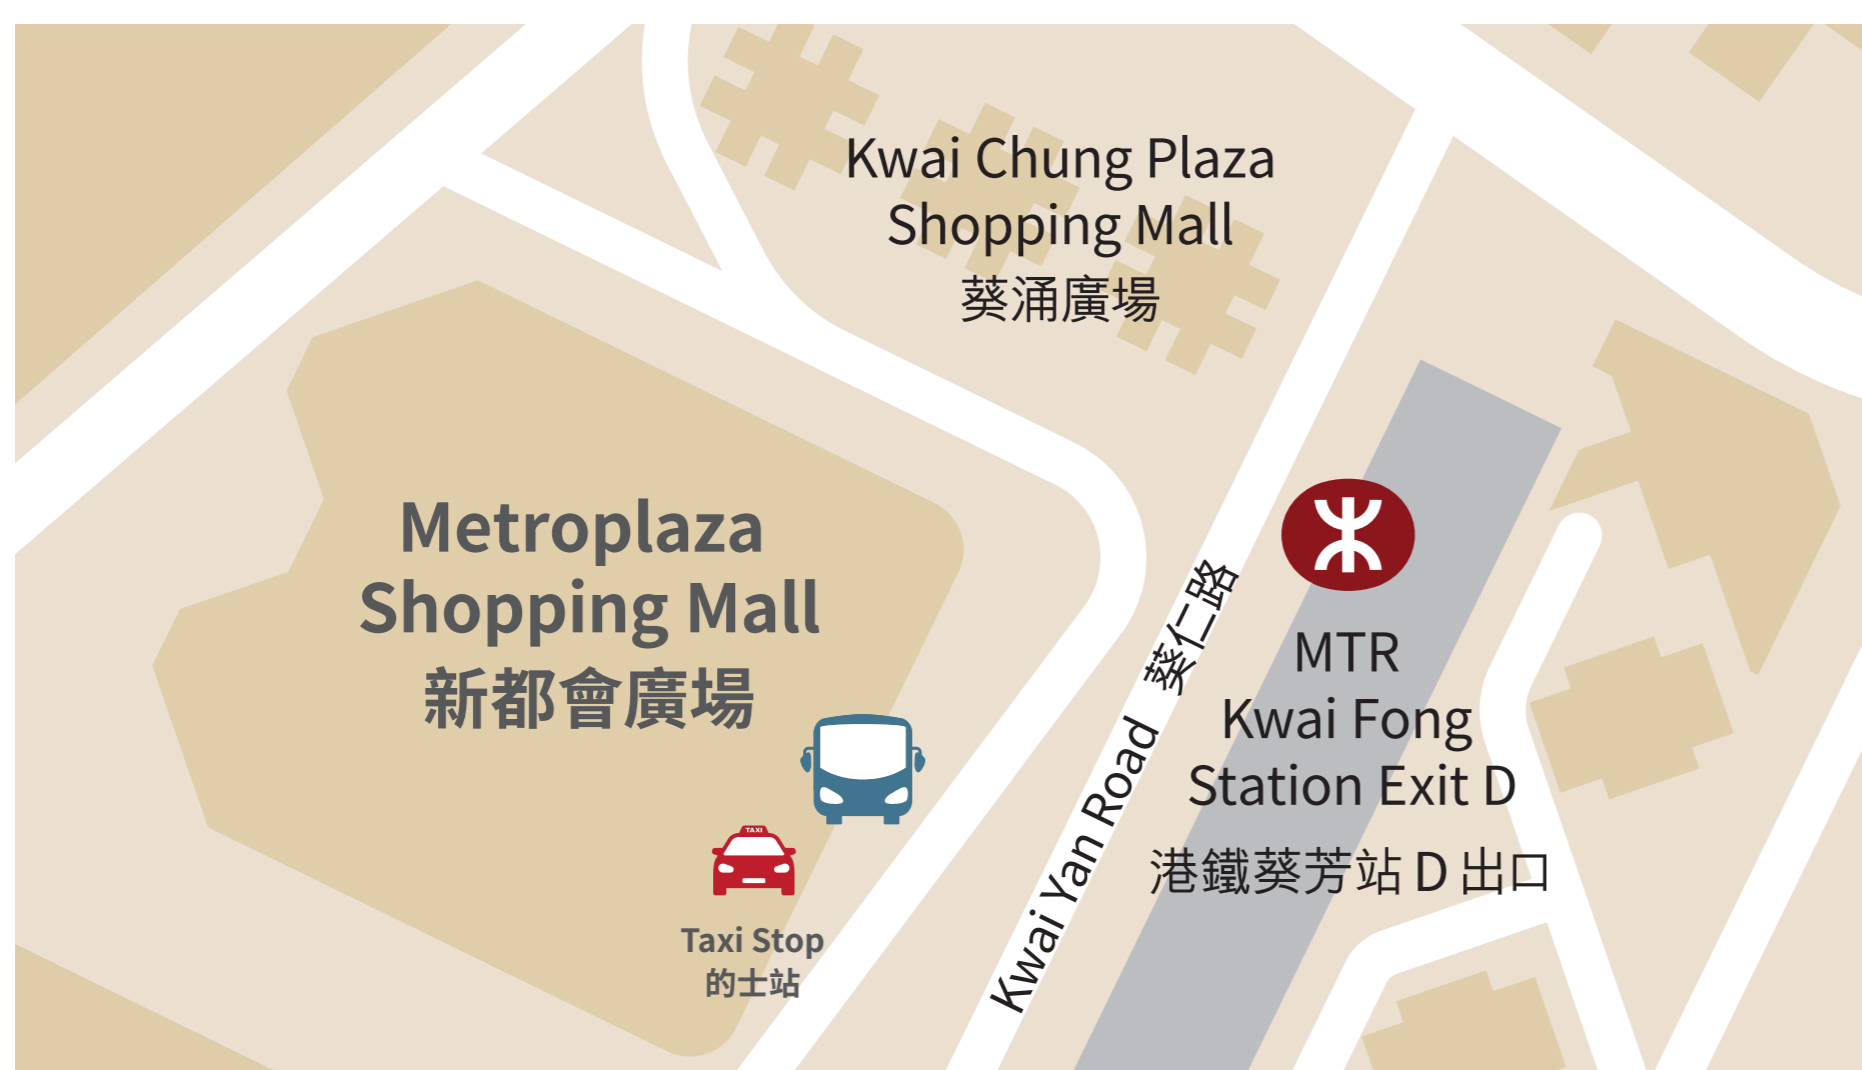 Kwai Chung Plaza
Shopping Mall
葵涌廣場
Metroplaza
Shopping Mall
新都會廣場
TAXI
Taxi Stop
的士站
Kwai Yan Road 葵仁路
MTR
Kwai Fong
Station Exit D
港鐵葵芳站 D 出口